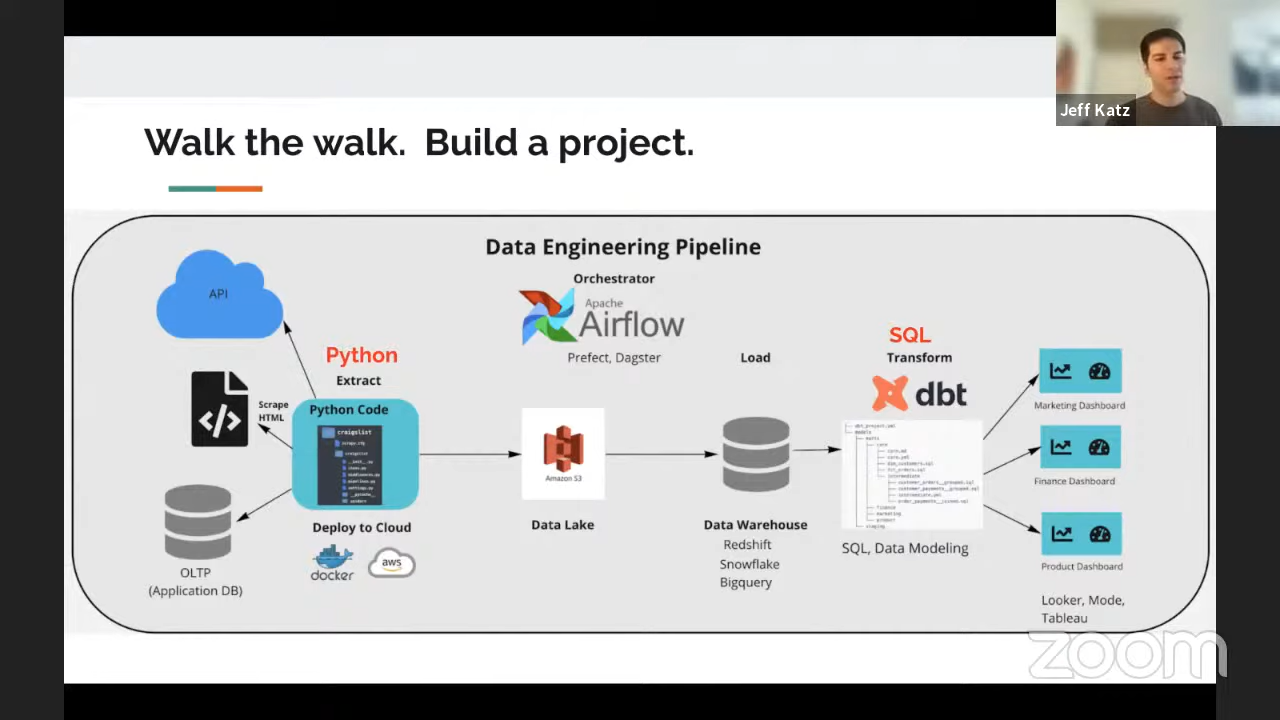 Jeff Katz
Walk the walk. Build a project.
Data Engineering Pipeline
Orchestrator
Apache
Airflow
Prefect, Dagster
API
Python
Extract
Python Code
craigslist
Scrape
HTML
Deploy to Cloud
docker
aws
OLTP
(Application DB)
Amazon S3
Data Lake
Load
Data Warehouse
Redshift
Snowflake
Bigquery
SQL
Transform
dbt
dbt_project.yml
models
SQL, Data Modeling
Marketing Dashboard
Finance Dashboard
Product Dashboard
Looker, Mode,
Tableau
zoom